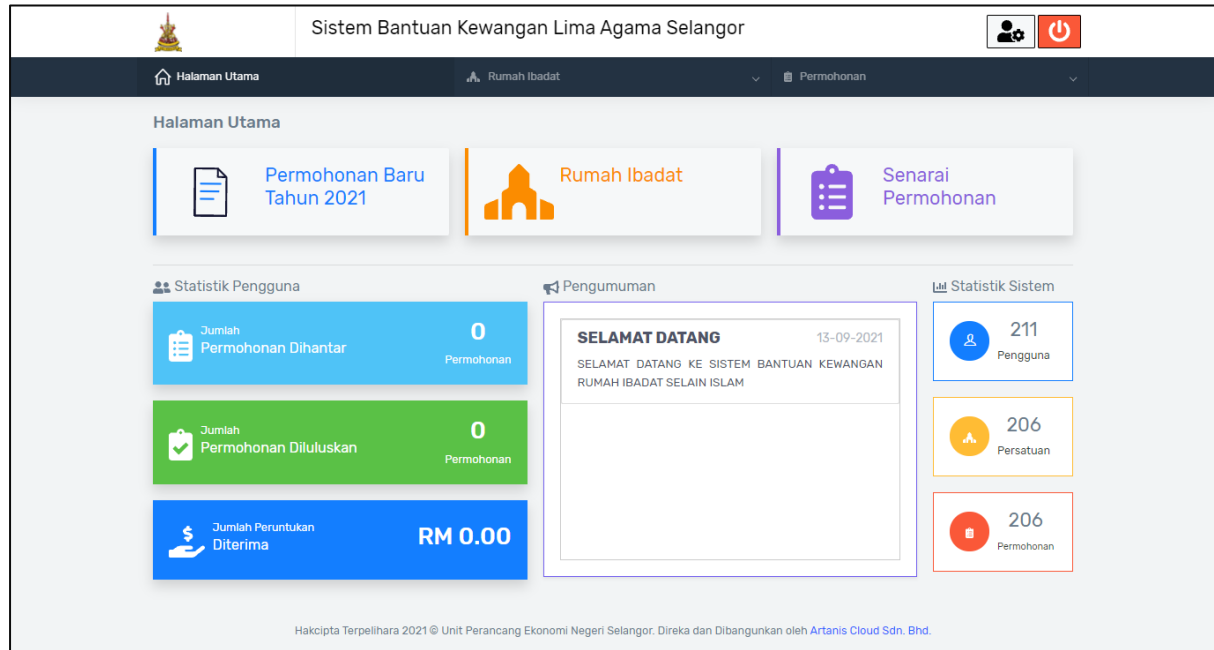 Sistem Bantuan Kewangan Lima Agama Selangor
Halaman Utama
Rumah Ibadat
Permohonan
Halaman Utama
Permohonan Baru
Tahun 2021
Rumah Ibadat
Senarai
Permohonan
Statistik Pengguna
Jumlah
Permohonan Dihantar
0
Permohonan
Jumlah
Permohonan Diluluskan
0
Permohonan
Jumlah Peruntukan
Diterima
RM 0.00
Pengumuman
SELAMAT DATANG
13-09-2021
SELAMAT DATANG KE SISTEM BANTUAN KEWANGAN
RUMAH IBADAT SELAIN ISLAM
Statistik Sistem
211
Pengguna
206
Persatuan
206
Permohonan
Hakcipta Terpelihara 2021 © Unit Perancang Ekonomi Negeri Selangor. Direka dan Dibangunkan oleh Artanis Cloud Sdn. Bhd.